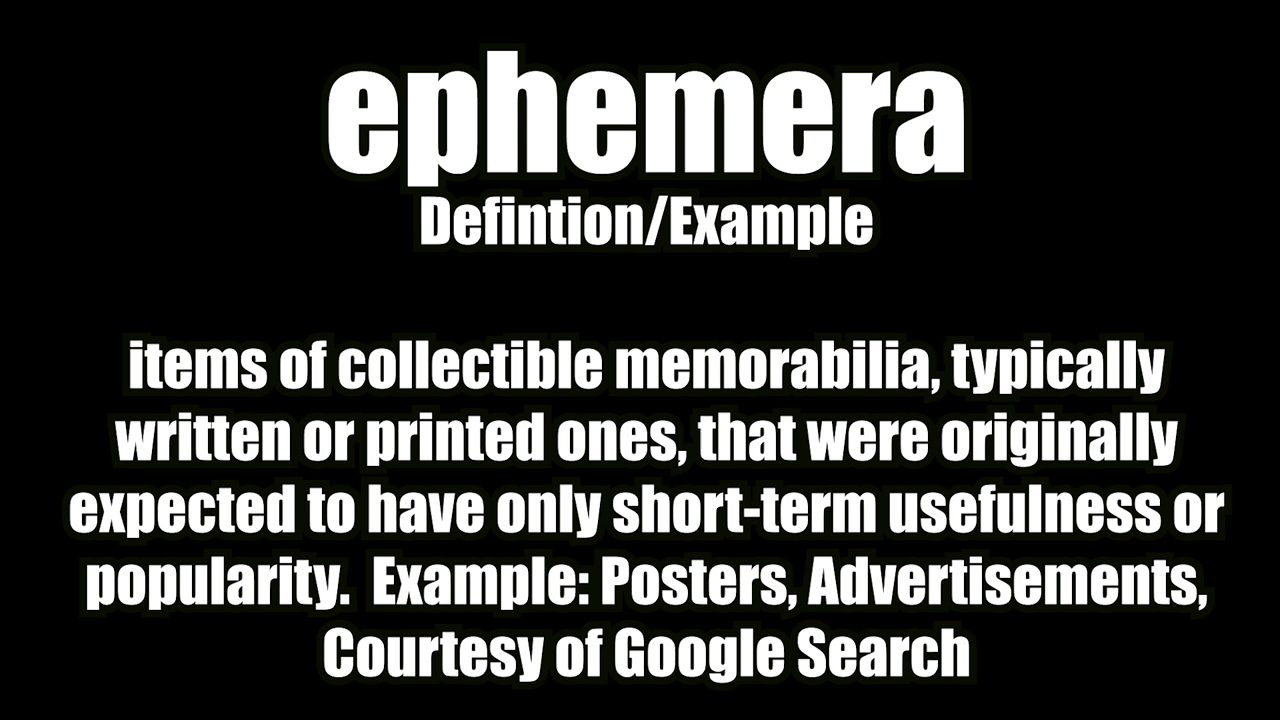 ephemera
Defintion/Example
items of collectible memorabilia, typically
written or printed ones, that were originally
expected to have only short-term usefulness or
popularity.  Example: Posters, Advertisements,
Courtesy of Google Search